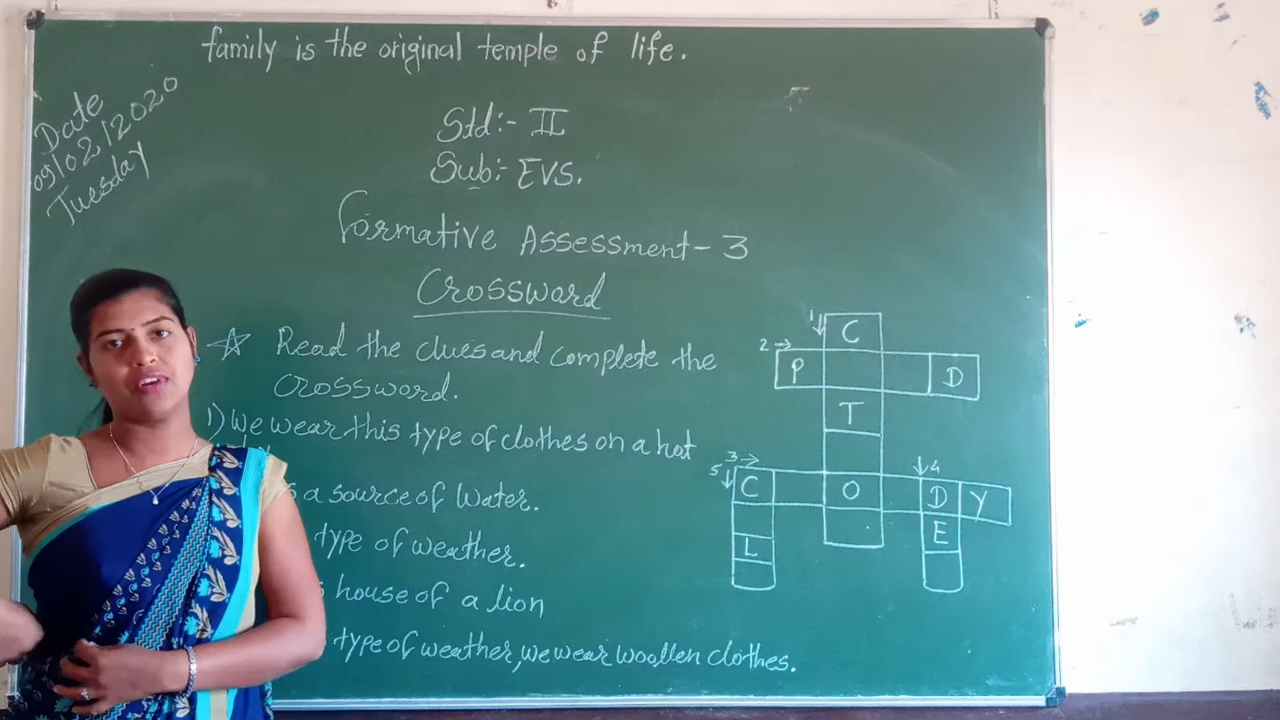 family is the original temple of life.
Date
09/02/2020
Tuesday
Std:- II
Sub:- EVS.
Formative Assessment - 3
Crossward
Read the clues and complete the
crossword.
1) We wear this type of clothes on a hot
a source of water.
type of weather.
house of a lion
type of weather, we wear woollen clothes.
1
C
2
P D
T
3
5 4
C O D Y
E
L